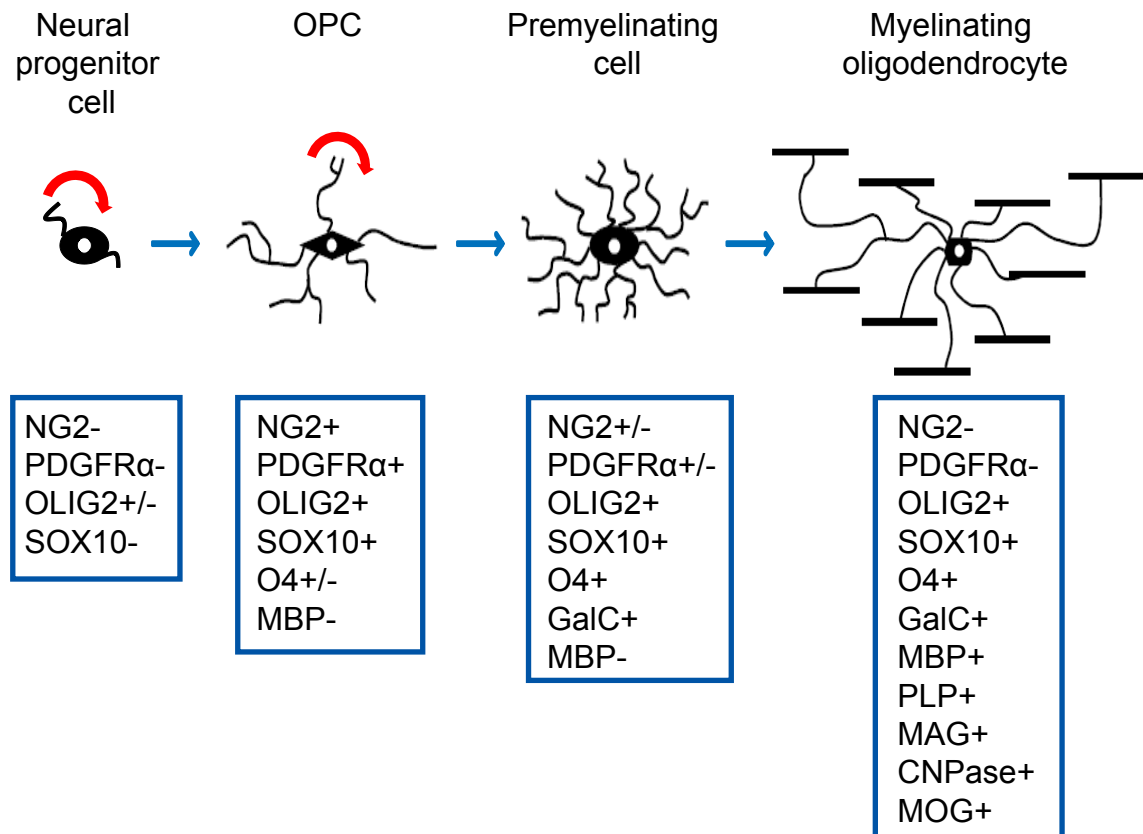 Neural
progenitor
cell
OPC
Premyelinating
cell
Myelinating
oligodendrocyte
NG2-
PDGFRα-
OLIG2+/-
SOX10-
NG2+
PDGFRα+
OLIG2+
SOX10+
O4+/-
MBP-
NG2+/-
PDGFRα+/-
OLIG2+
SOX10+
O4+
GalC+
MBP-
NG2-
PDGFRα-
OLIG2+
SOX10+
O4+
GalC+
MBP+
PLP+
MAG+
CNPase+
MOG+